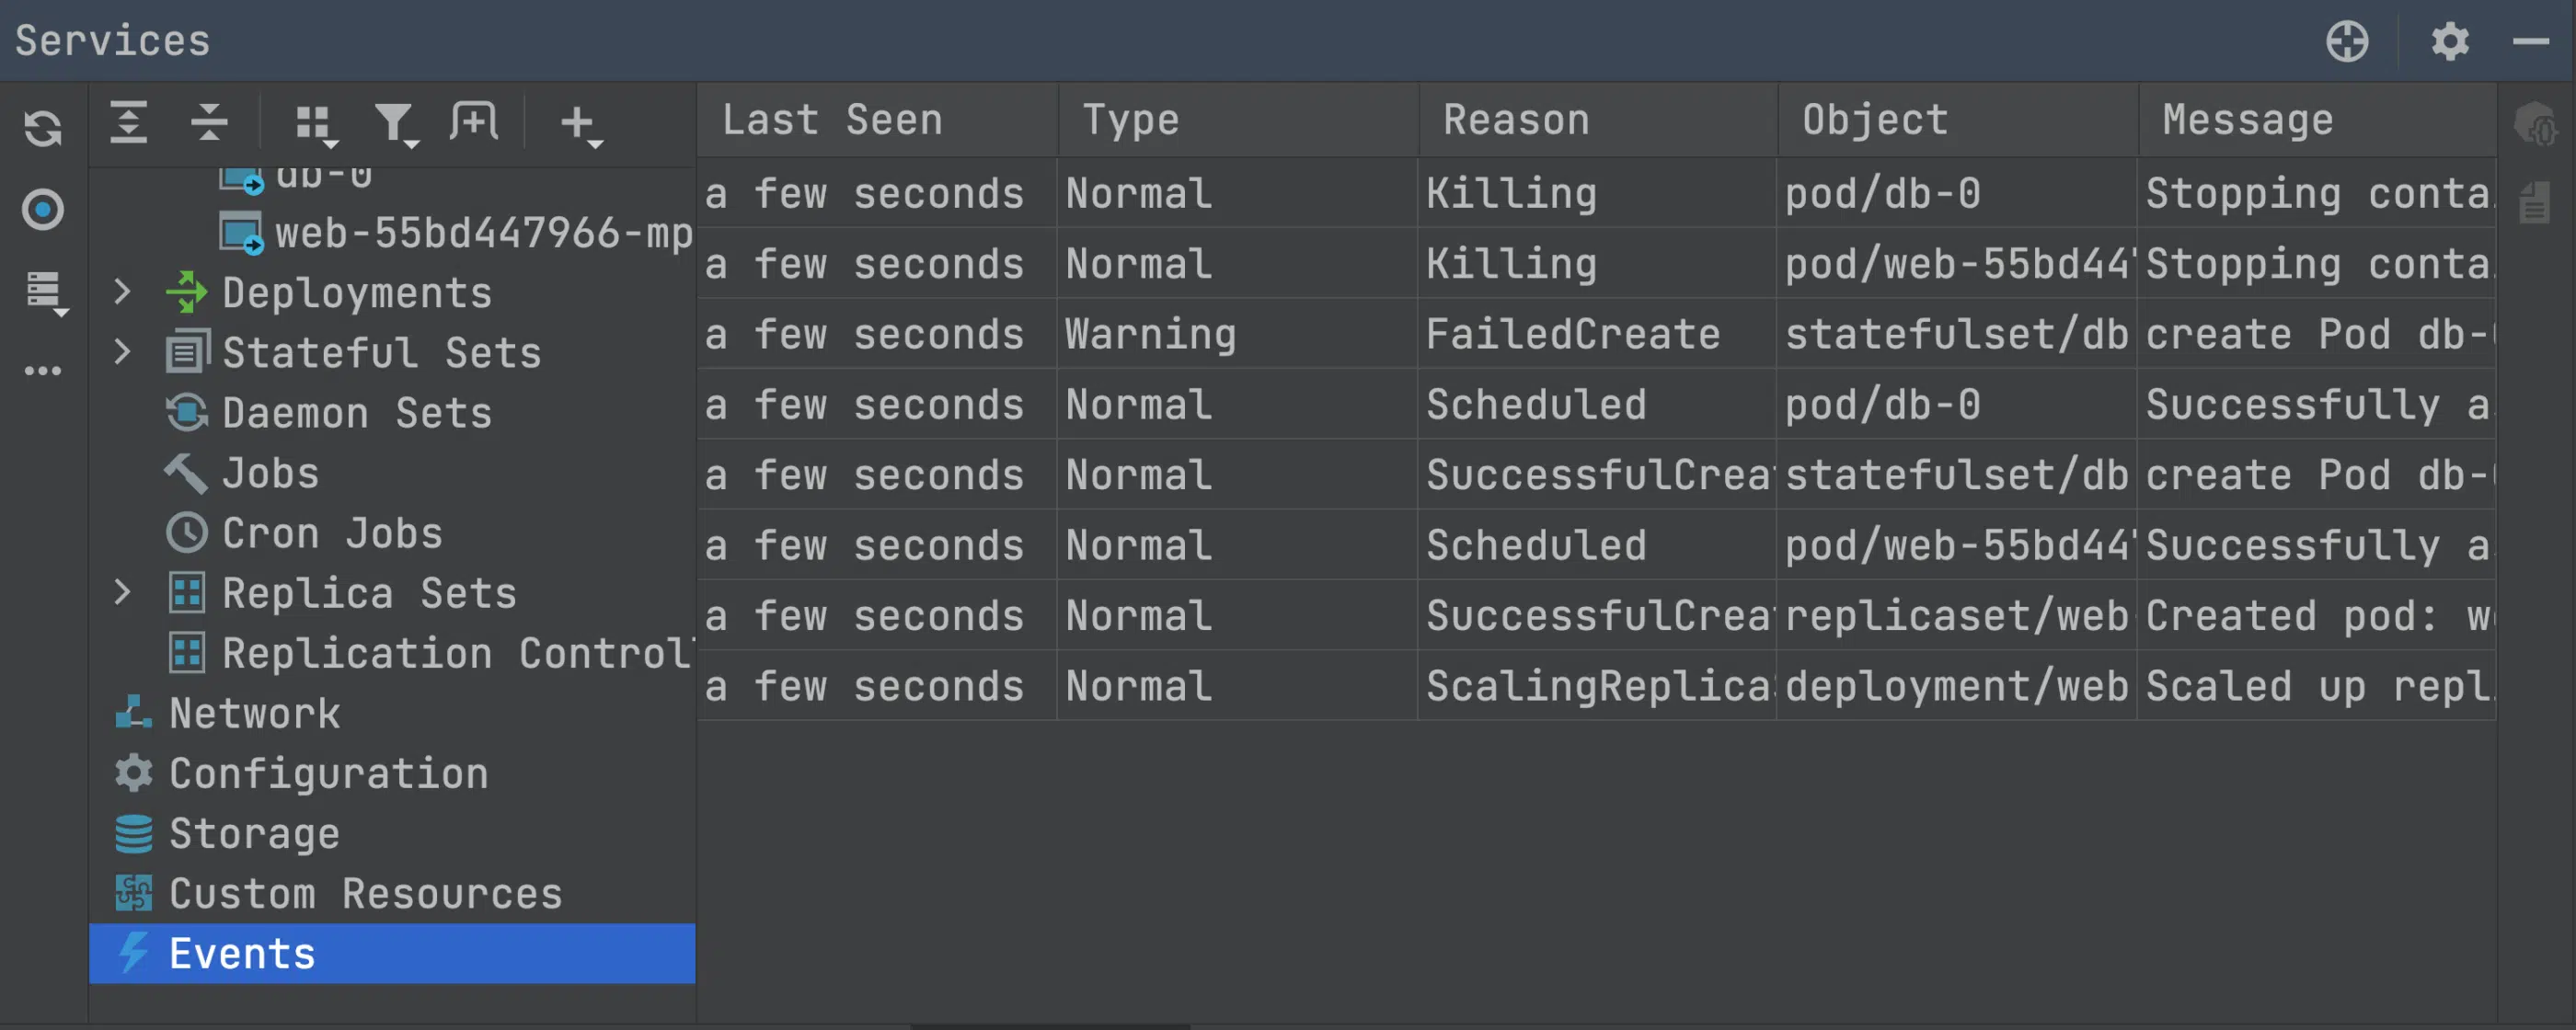 Services
db-0
web-55bd447966-mp
Deployments
Stateful Sets
Daemon Sets
Jobs
Cron Jobs
Replica Sets
Replication Control
Network
Configuration
Storage
Custom Resources
Events
Last Seen Type Reason Object Message
a few seconds Normal Killing pod/db-0 Stopping conta
a few seconds Normal Killing pod/web-55bd44 Stopping conta
a few seconds Warning FailedCreate statefulset/db create Pod db-
a few seconds Normal Scheduled pod/db-0 Successfully a
a few seconds Normal SuccessfulCrea statefulset/db create Pod db-
a few seconds Normal Scheduled pod/web-55bd44 Successfully a
a few seconds Normal SuccessfulCrea replicaset/web Created pod: w
a few seconds Normal ScalingReplica deployment/web Scaled up repl